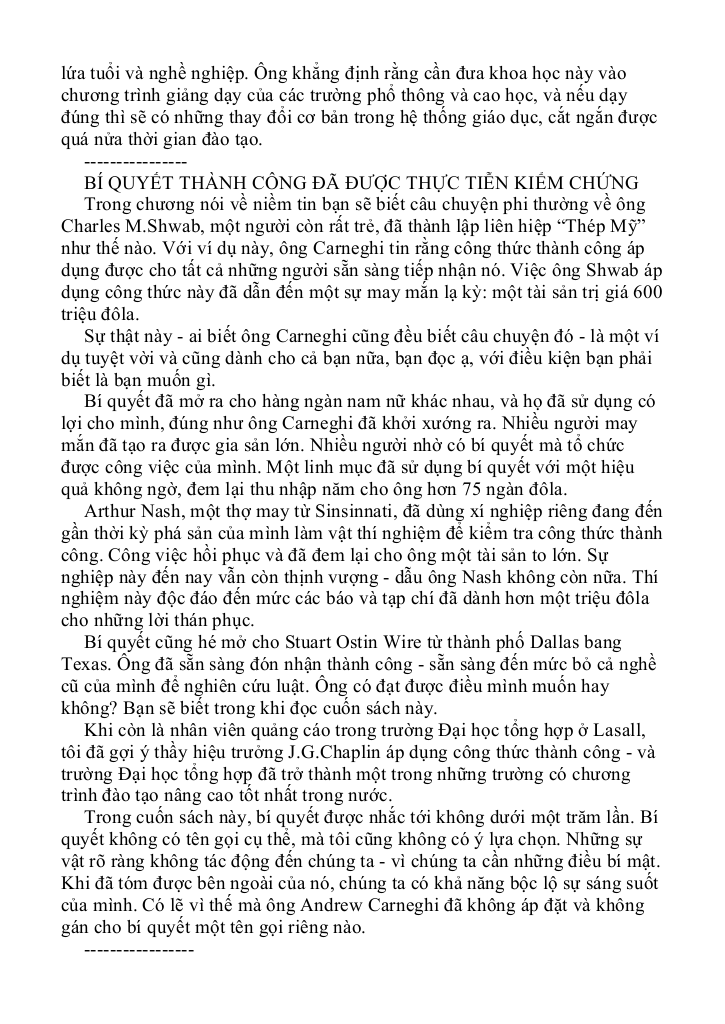 lứa tuổi và nghề nghiệp. Ông khẳng định rằng cần đưa khoa học này vào
chương trình giảng dạy của các trường phổ thông và cao học, và nếu dạy
đúng thì sẽ có những thay đổi cơ bản trong hệ thống giáo dục, cắt ngắn được
quá nửa thời gian đào tạo.
----------------
BÍ QUYẾT THÀNH CÔNG ĐÃ ĐƯỢC THỰC TIỄN KIỂM CHỨNG
Trong chương nói về niềm tin bạn sẽ biết câu chuyện phi thường về ông
Charles M.Shwab, một người còn rất trẻ, đã thành lập liên hiệp “Thép Mỹ”
như thế nào. Với ví dụ này, ông Carneghi tin rằng công thức thành công áp
dụng được cho tất cả những người sẵn sàng tiếp nhận nó. Việc ông Shwab áp
dụng công thức này đã dẫn đến một sự may mắn lạ kỳ: một tài sản trị giá 600
triệu đôla.
Sự thật này - ai biết ông Carneghi cũng đều biết câu chuyện đó - là một ví
dụ tuyệt vời và cũng dành cho cả bạn nữa, bạn đọc ạ, với điều kiện bạn phải
biết là bạn muốn gì.
Bí quyết đã mở ra cho hàng ngàn nam nữ khác nhau, và họ đã sử dụng có
lợi cho mình, đúng như ông Carneghi đã khởi xướng ra. Nhiều người may
mắn đã tạo ra được gia sản lớn. Nhiều người nhờ có bí quyết mà tổ chức
được công việc của mình. Một linh mục đã sử dụng bí quyết với một hiệu
quả không ngờ, đem lại thu nhập năm cho ông hơn 75 ngàn đôla.
Arthur Nash, một thợ may từ Sinsinnati, đã dùng xí nghiệp riêng đang đến
gần thời kỳ phá sản của mình làm vật thí nghiệm để kiểm tra công thức thành
công. Công việc hồi phục và đã đem lại cho ông một tài sản to lớn. Sự
nghiệp này đến nay vẫn còn thịnh vượng - dẫu ông Nash không còn nữa. Thí
nghiệm này độc đáo đến mức các báo và tạp chí đã dành hơn một triệu đôla
cho những lời thán phục.
Bí quyết cũng hé mở cho Stuart Ostin Wire từ thành phố Dallas bang
Texas. Ông đã sẵn sàng đón nhận thành công - sẵn sàng đến mức bỏ cả nghề
cũ của mình để nghiên cứu luật. Ông có đạt được điều mình muốn hay
không? Bạn sẽ biết trong khi đọc cuốn sách này.
Khi còn là nhân viên quảng cáo trong trường Đại học tổng hợp ở Lasall,
tôi đã gợi ý thầy hiệu trưởng J.G.Chaplin áp dụng công thức thành công - và
trường Đại học tổng hợp đã trở thành một trong những trường có chương
trình đào tạo nâng cao tốt nhất trong nước.
Trong cuốn sách này, bí quyết được nhắc tới không dưới một trăm lần. Bí
quyết không có tên gọi cụ thể, mà tôi cũng không có ý lựa chọn. Những sự
vật rõ ràng không tác động đến chúng ta - vì chúng ta cần những điều bí mật.
Khi đã tóm được bên ngoài của nó, chúng ta có khả năng bộc lộ sự sáng suốt
của mình. Có lẽ vì thế mà ông Andrew Carneghi đã không áp đặt và không
gán cho bí quyết một tên gọi riêng nào.
-----------------